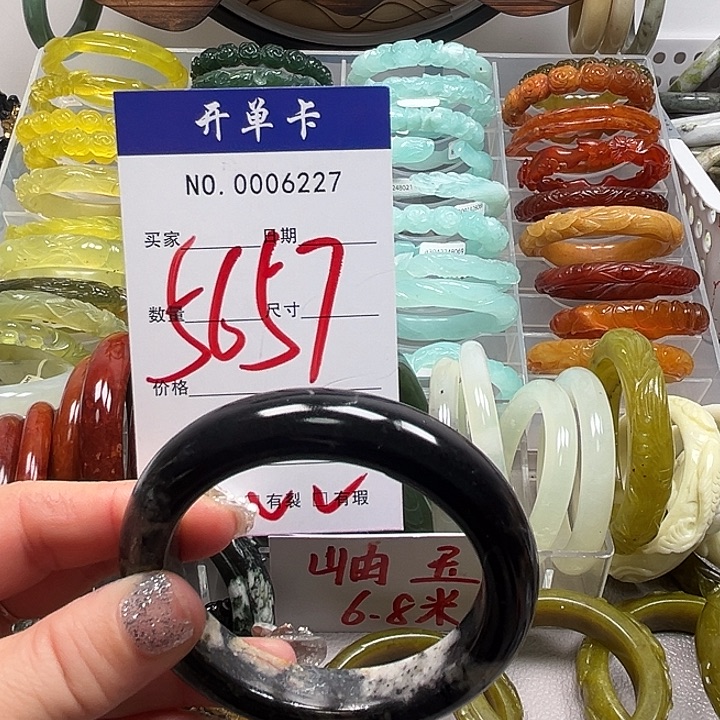 开单卡
NO.0006227
买家 日期
5657
数量 尺寸
价格
有裂 有瑕
岫玉
6.8米